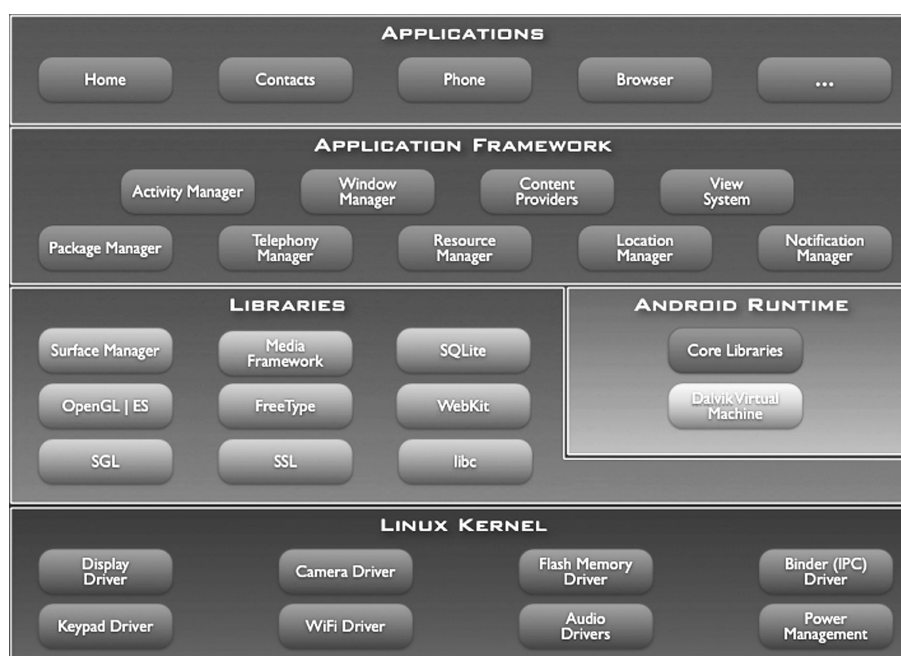 APPLICATIONS
Home
Contacts
Phone
Browser
...
APPLICATION FRAMEWORK
Activity Manager
Window
Manager
Content
Providers
View
System
Package Manager
Telephony
Manager
Resource
Manager
Location
Manager
Notification
Manager
LIBRARIES
Surface Manager
Media
Framework
SQLite
OpenGL | ES
FreeType
WebKit
SGL
SSL
libc
ANDROID RUNTIME
Core Libraries
Dalvik Virtual
Machine
LINUX KERNEL
Display
Driver
Camera Driver
Flash Memory
Driver
Binder (IPC)
Driver
Keypad Driver
WiFi Driver
Audio
Drivers
Power
Management